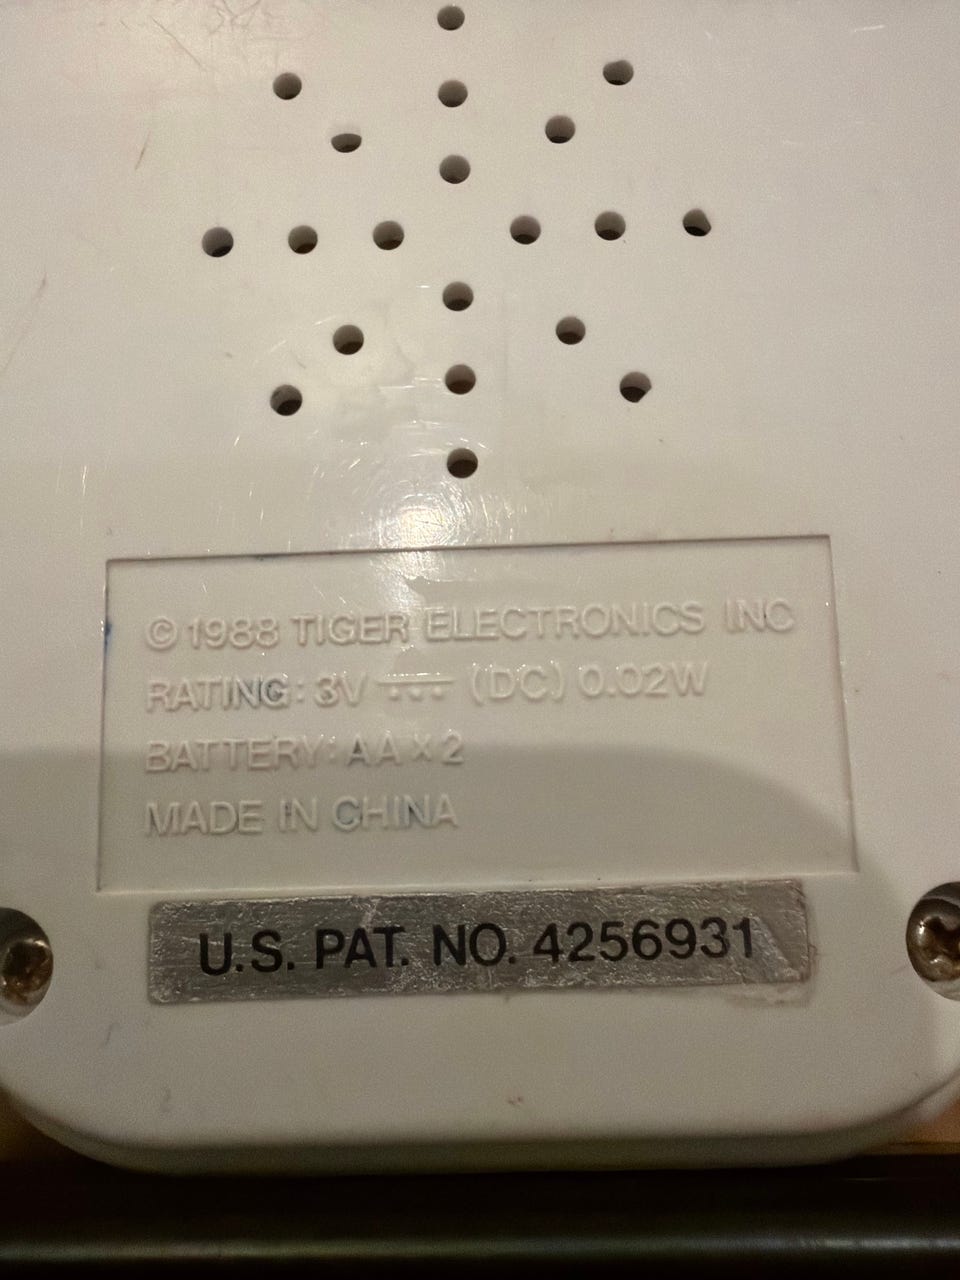 © 1988 TIGER ELECTRONICS INC
RATING: 3V ⎓ (DC) 0.02W
BATTERY: AA x 2
MADE IN CHINA
U.S. PAT. NO. 4256931